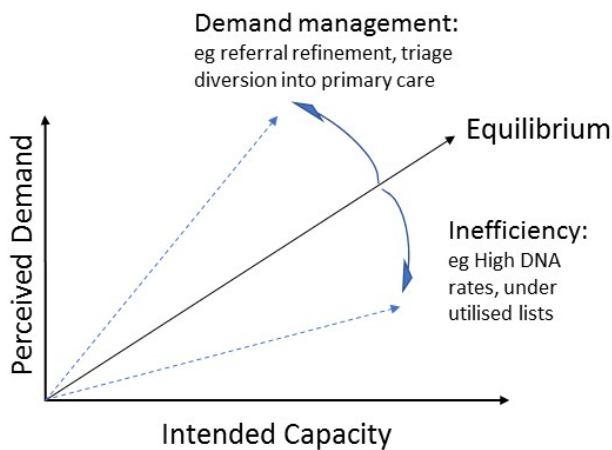 Demand management:
eg referral refinement, triage
diversion into primary care
Equilibrium
Perceived Demand
Inefficiency:
eg High DNA
rates, under
utilised lists
Intended Capacity